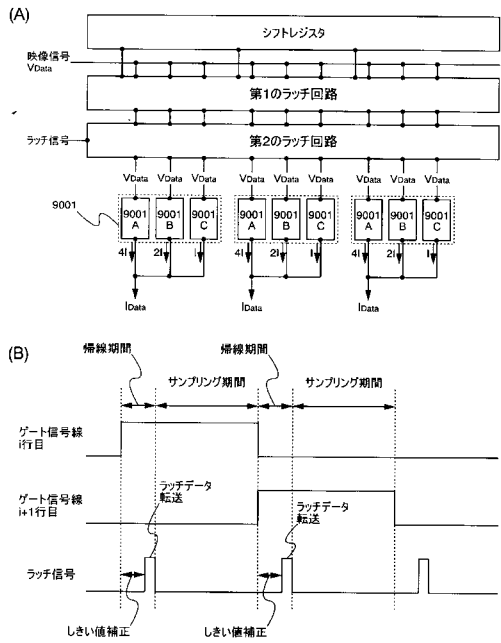 (A)
シフトレジスタ
映像信号
VData
第1のラッチ回路
ラッチ信号
第2のラッチ回路
VData VData VData VData VData VData VData VData VData
9001
9001 A 9001 B 9001 C 9001 A 9001 B 9001 C 9001 A 9001 B 9001 C
4I 2I I 4I 2I I 4I 2I I
IData IData IData
(B)
帰線期間 帰線期間
サンプリング期間 サンプリング期間
ゲート信号線
i行目
ラッチデータ
転送
ゲート信号線
i+1行目
ラッチデータ
転送
ラッチ信号
しきい値補正 しきい値補正